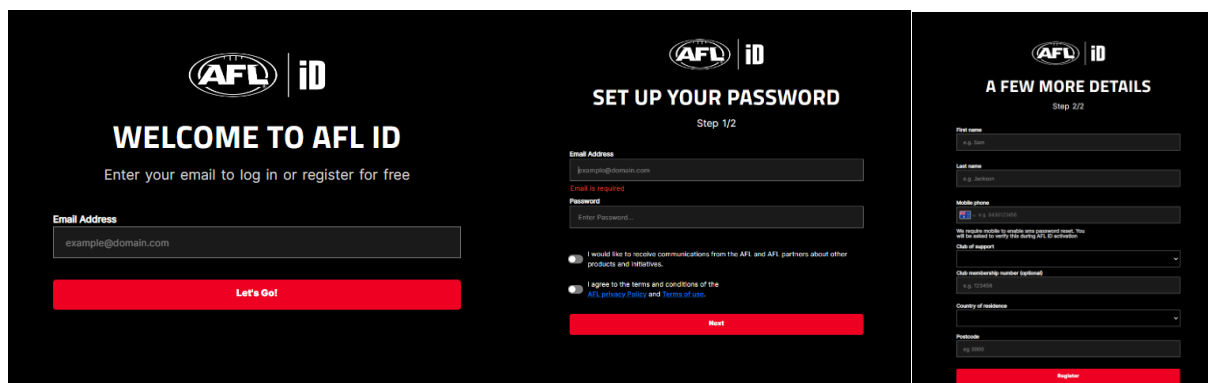 AFL iD
WELCOME TO AFL ID
Enter your email to log in or register for free
Email Address
example@domain.com
Let's Go!
AFL iD
SET UP YOUR PASSWORD
Step 1/2
Email Address
example@domain.com
Email is required
Password
Enter Password...
I would like to receive communications from the AFL and AFL partners about other
products and initiatives.
I agree to the terms and conditions of the
AFL privacy Policy and Terms of use.
Next
AFL iD
A FEW MORE DETAILS
Step 2/2
First name
e.g. Sam
Last name
e.g. Jackson
Mobile phone
e.g. 0436123456
We require mobile to enable sms password reset. You
will be asked to verify this during AFL iD activation
Club of support
Club membership number (optional)
e.g. 123456
Country of residence
Postcode
eg 3000
Register